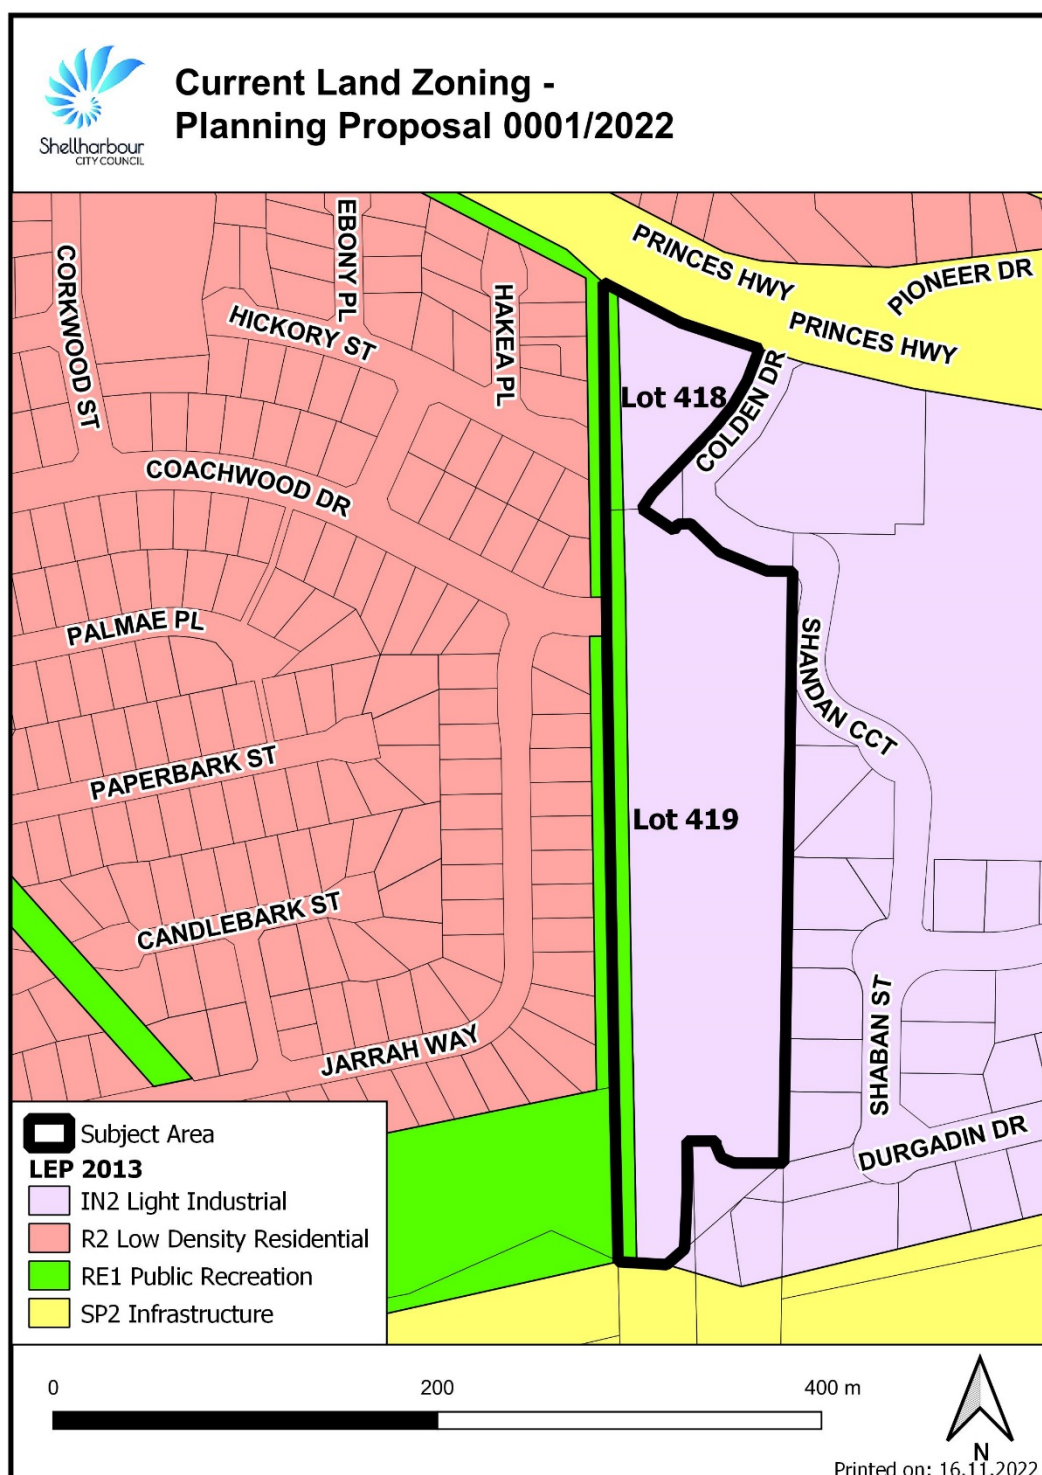 Shellharbour
CITY COUNCIL
Current Land Zoning -
Planning Proposal 0001/2022
CORKWOOD ST
EBONY PL
HICKORY ST
HAKEA PL
PRINCES HWY
PIONEER DR
PRINCES HWY
Lot 418
COLDEN DR
COACHWOOD DR
PALMAE PL
SHANDAN CCT
PAPERBARK ST
Lot 419
CANDLEBARK ST
JARRAH WAY
SHABAN ST
DURGADIN DR
Subject Area
LEP 2013
IN2 Light Industrial
R2 Low Density Residential
RE1 Public Recreation
SP2 Infrastructure
0 200 400 m
N
Printed on: 16.11.2022